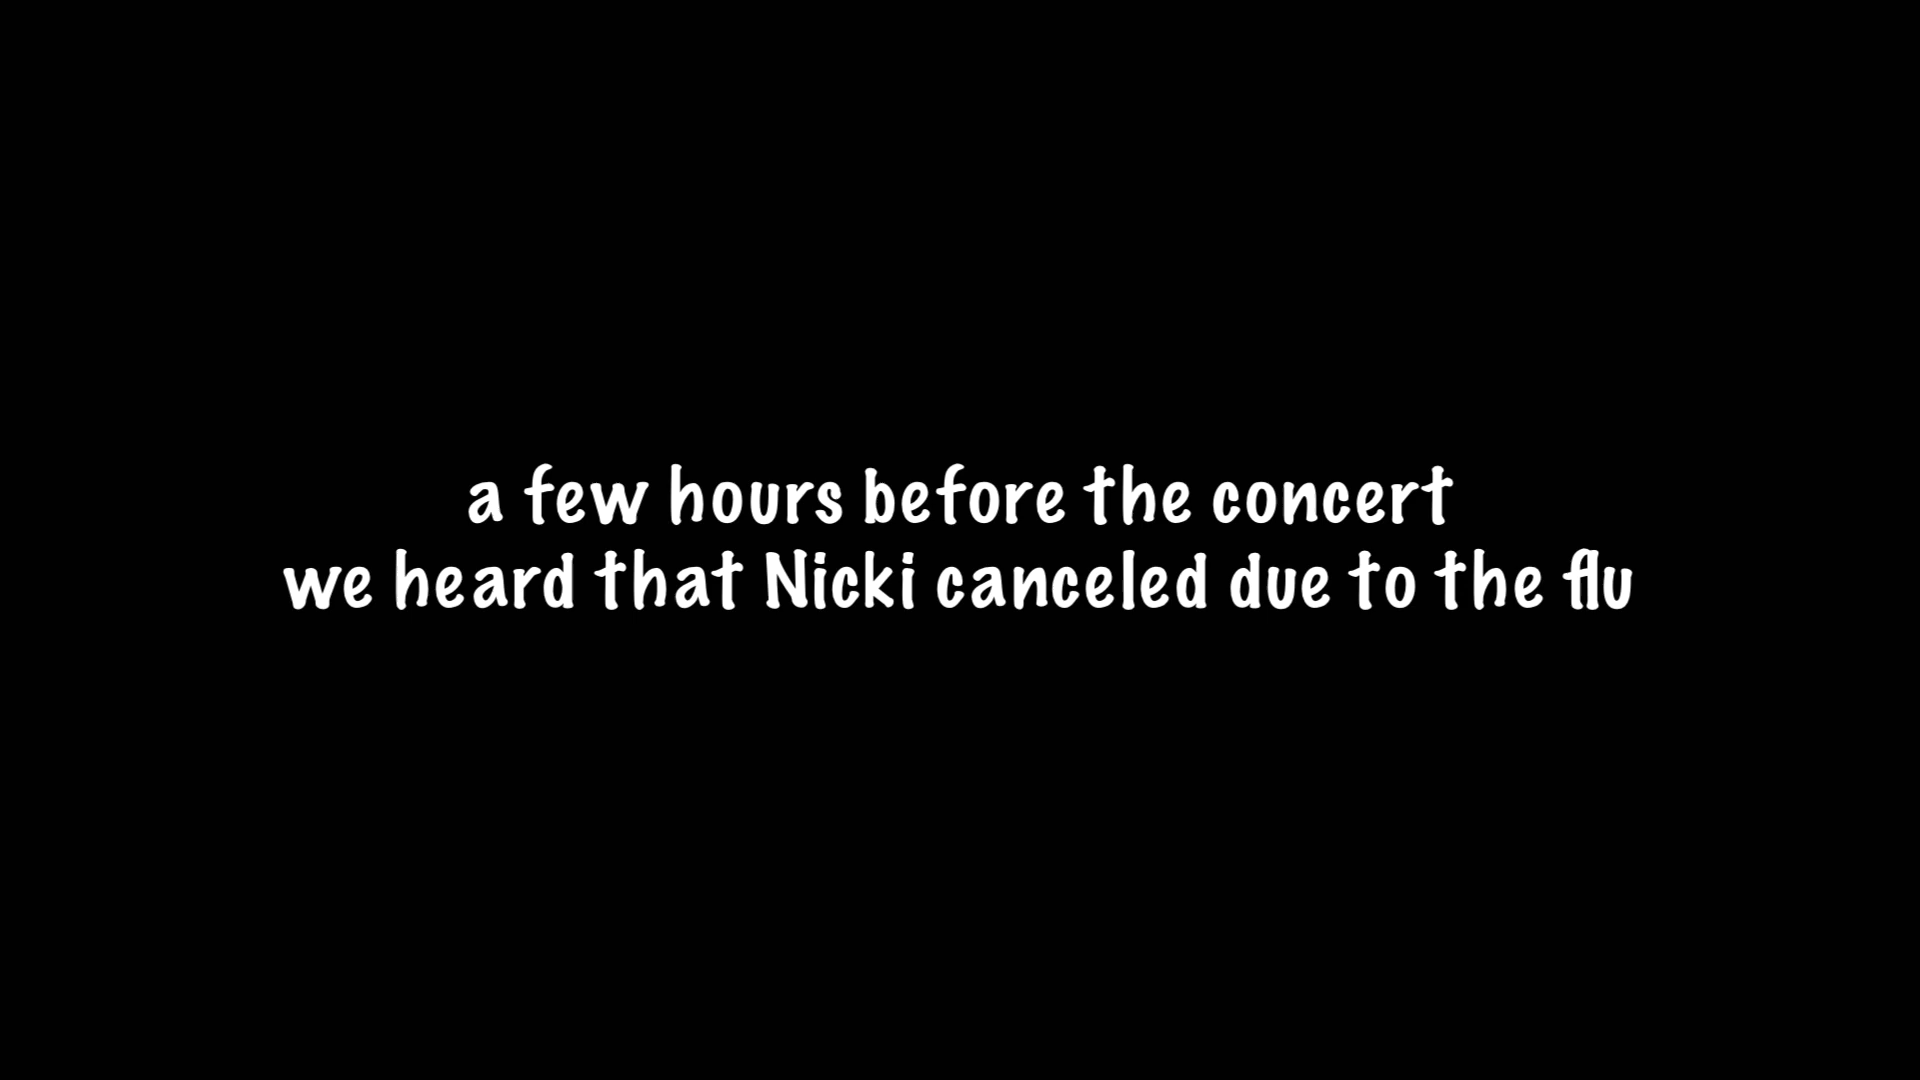 a few hours before the concert
we heard that Nicki canceled due to the flu